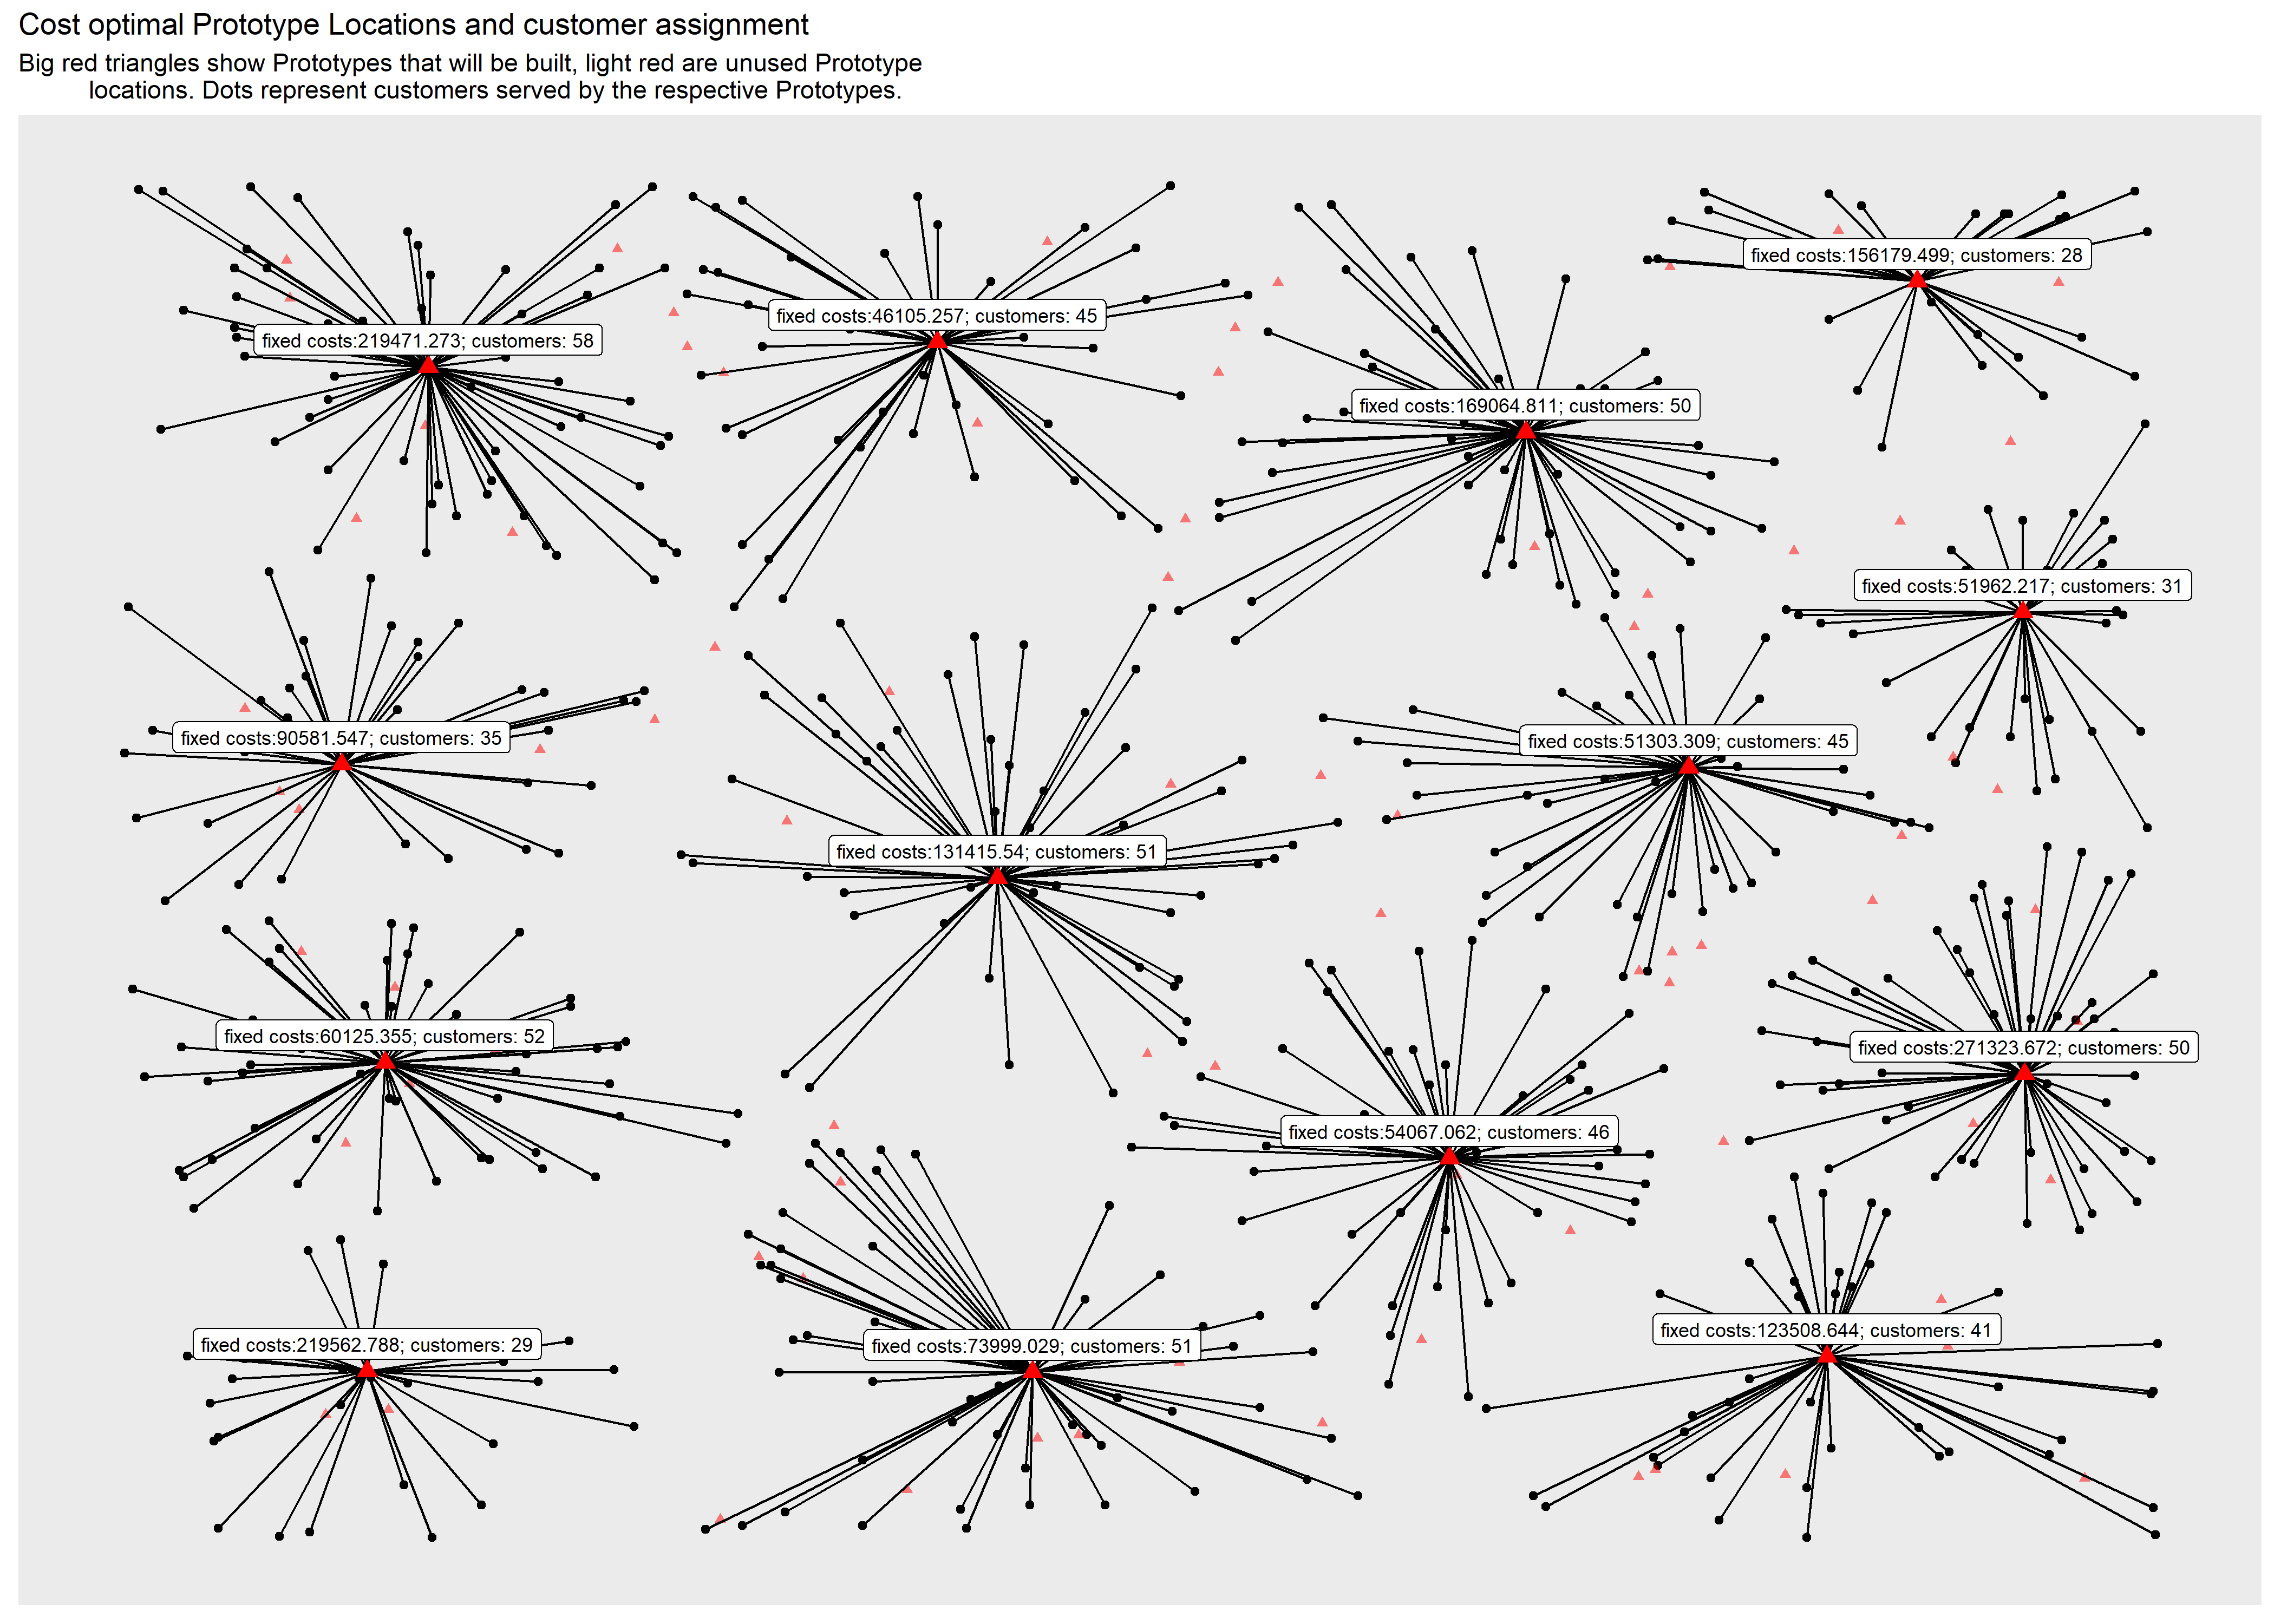 Cost optimal Prototype Locations and customer assignment
Big red triangles show Prototypes that will be built, light red are unused Prototype
locations. Dots represent customers served by the respective Prototypes.
fixed costs:156179.499; customers: 28
fixed costs:46105.257; customers: 45
fixed costs:219471.273; customers: 58
fixed costs:169064.811; customers: 50
fixed costs:51962.217; customers: 31
fixed costs:90581.547; customers: 35
fixed costs:51303.309; customers: 45
fixed costs:131415.54; customers: 51
fixed costs:60125.355; customers: 52
fixed costs:271323.672; customers: 50
fixed costs:54067.062; customers: 46
fixed costs:123508.644; customers: 41
fixed costs:219562.788; customers: 29
fixed costs:73999.029; customers: 51